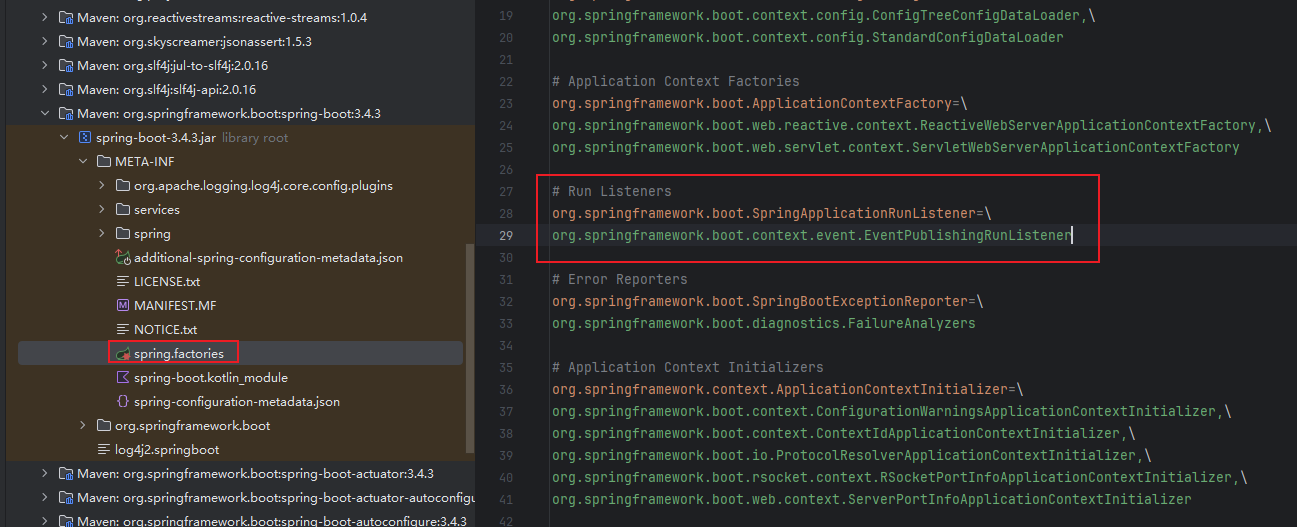 Maven: org.reactivestreams:reactive-streams:1.0.4
Maven: org.skyscreamer:jsonassert:1.5.3
Maven: org.slf4j:jul-to-slf4j:2.0.16
Maven: org.slf4j:slf4j-api:2.0.16
Maven: org.springframework.boot:spring-boot:3.4.3
spring-boot-3.4.3.jar library root
META-INF
org.apache.logging.log4j.core.config.plugins
services
spring
additional-spring-configuration-metadata.json
LICENSE.txt
MANIFEST.MF
NOTICE.txt
spring.factories
spring-boot.kotlin_module
spring-configuration-metadata.json
org.springframework.boot
log4j2.springboot
Maven: org.springframework.boot:spring-boot-actuator:3.4.3
Maven: org.springframework.boot:spring-boot-actuator-autoconfigu
Maven: org.springframework.boot:spring-boot-autoconfigure:3.4.3
19 org.springframework.boot.context.config.ConfigTreeConfigDataLoader,\
20 org.springframework.boot.context.config.StandardConfigDataLoader
21
22 # Application Context Factories
23 org.springframework.boot.ApplicationContextFactory=\
24 org.springframework.boot.web.reactive.context.ReactiveWebServerApplicationContextFactory,\
25 org.springframework.boot.web.servlet.context.ServletWebServerApplicationContextFactory
26
27 # Run Listeners
28 org.springframework.boot.SpringApplicationRunListener=\
29 org.springframework.boot.context.event.EventPublishingRunListener
30
31 # Error Reporters
32 org.springframework.boot.SpringBootExceptionReporter=\
33 org.springframework.boot.diagnostics.FailureAnalyzers
34
35 # Application Context Initializers
36 org.springframework.context.ApplicationContextInitializer=\
37 org.springframework.boot.context.ConfigurationWarningsApplicationContextInitializer,\
38 org.springframework.boot.context.ContextIdApplicationContextInitializer,\
39 org.springframework.boot.io.ProtocolResolverApplicationContextInitializer,\
40 org.springframework.boot.rsocket.context.RSocketPortInfoApplicationContextInitializer,\
41 org.springframework.boot.web.context.ServerPortInfoApplicationContextInitializer
42